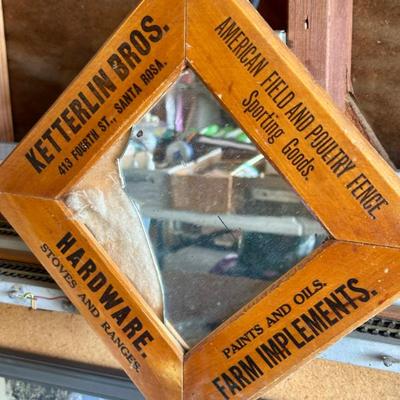 KETTERLIN BROS.
413 FOURTH ST., SANTA ROSA.
AMERICAN FIELD AND POULTRY FENCE.
Sporting Goods.
HARDWARE.
STOVES AND RANGES.
PAINTS AND OILS.
FARM IMPLEMENTS.